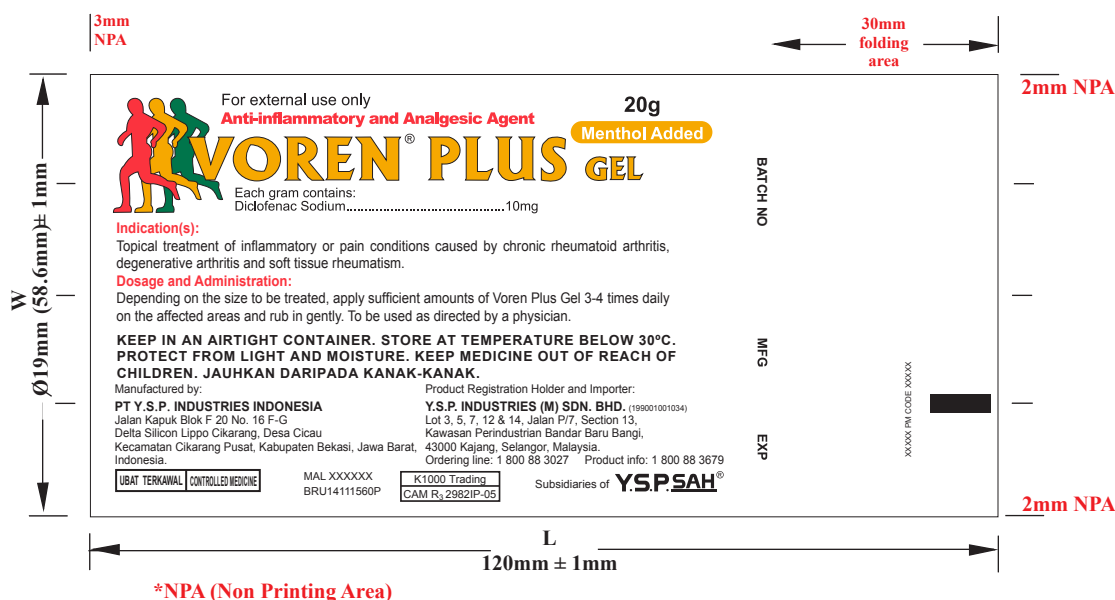 3mm
NPA
30mm
folding
area
2mm NPA
For external use only
Anti-inflammatory and Analgesic Agent
20g
Menthol Added
VOREN® PLUS GEL
Each gram contains:
Diclofenac Sodium..................................................10mg
Indication(s):
Topical treatment of inflammatory or pain conditions caused by chronic rheumatoid arthritis,
degenerative arthritis and soft tissue rheumatism.
Dosage and Administration:
Depending on the size to be treated, apply sufficient amounts of Voren Plus Gel 3-4 times daily
on the affected areas and rub in gently. To be used as directed by a physician.
KEEP IN AN AIRTIGHT CONTAINER. STORE AT TEMPERATURE BELOW 30ºC.
PROTECT FROM LIGHT AND MOISTURE. KEEP MEDICINE OUT OF REACH OF
CHILDREN. JAUHKAN DARIPADA KANAK-KANAK.
Manufactured by:
PT Y.S.P. INDUSTRIES INDONESIA
Jalan Kapuk Blok F 20 No. 16 F-G
Delta Silicon Lippo Cikarang, Desa Cicau
Kecamatan Cikarang Pusat, Kabupaten Bekasi, Jawa Barat,
Indonesia.
Product Registration Holder and Importer:
Y.S.P. INDUSTRIES (M) SDN. BHD. (199001001034)
Lot 3, 5, 7, 12 & 14, Jalan P/7, Section 13,
Kawasan Perindustrian Bandar Baru Bangi,
43000 Kajang, Selangor, Malaysia.
Ordering line: 1 800 88 3027 Product info: 1 800 88 3679
UBAT TERKAWAL CONTROLLED MEDICINE
MAL XXXXXX
BRU14111560P
K1000 Trading
CAM R3 2982IP-05
Subsidiaries of Y.S.P.SAH®
BATCH NO
MFG
EXP
XXXXX PM CODE XXXXX
W
Ø19mm (58.6mm)± 1mm
2mm NPA
L
120mm ± 1mm
*NPA (Non Printing Area)